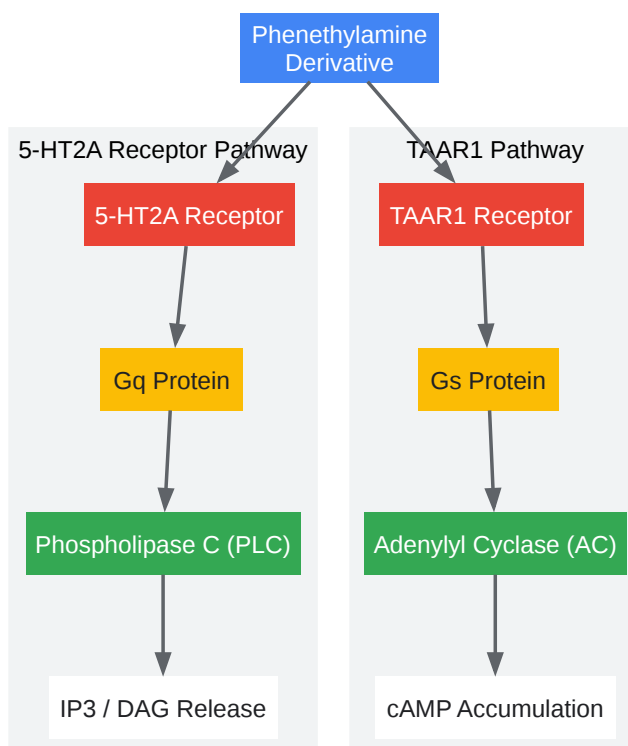 Phenethylamine
Derivative
5-HT2A Receptor Pathway
TAAR1 Pathway
5-HT2A Receptor
TAAR1 Receptor
Gq Protein
Gs Protein
Phospholipase C (PLC)
Adenylyl Cyclase (AC)
IP3 / DAG Release
cAMP Accumulation